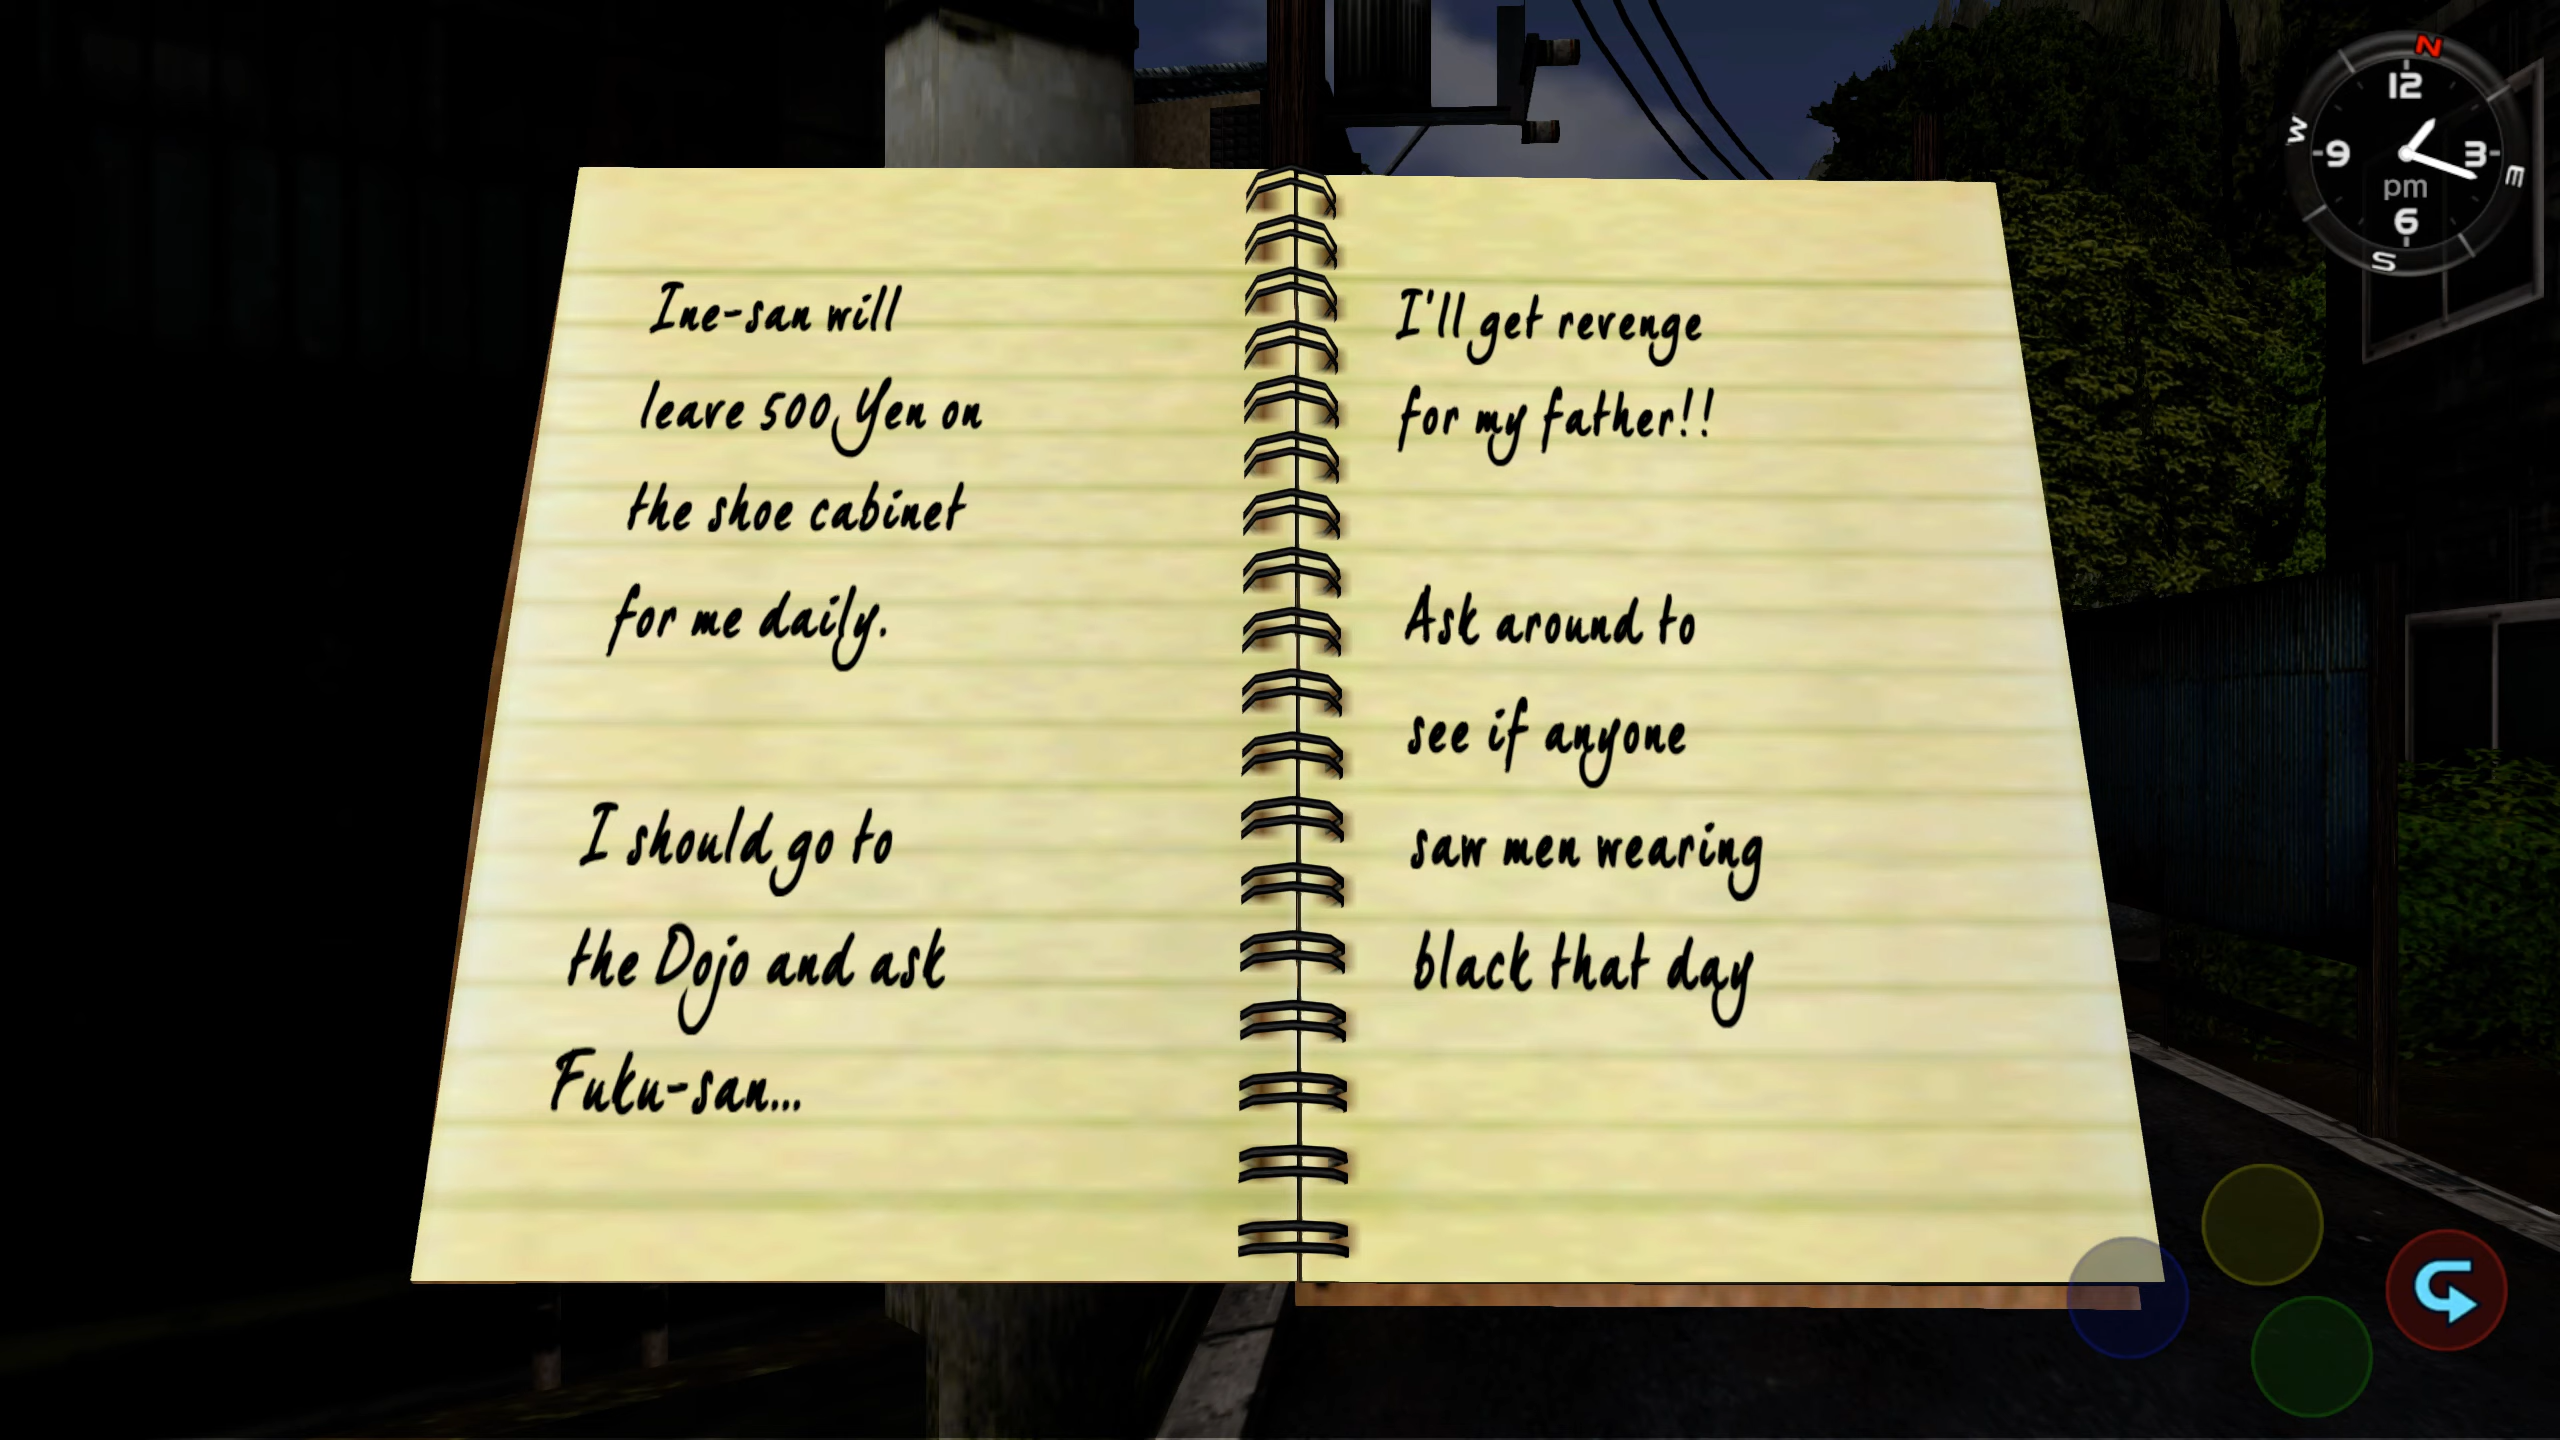 Ine-san will
leave 500 Yen on
the shoe cabinet
for me daily.
I should go to
the Dojo and ask
Fuku-san...
I'll get revenge
for my father!!
Ask around to
see if anyone
saw men wearing
black that day
N
12
W
9
3
E
pm
6
S